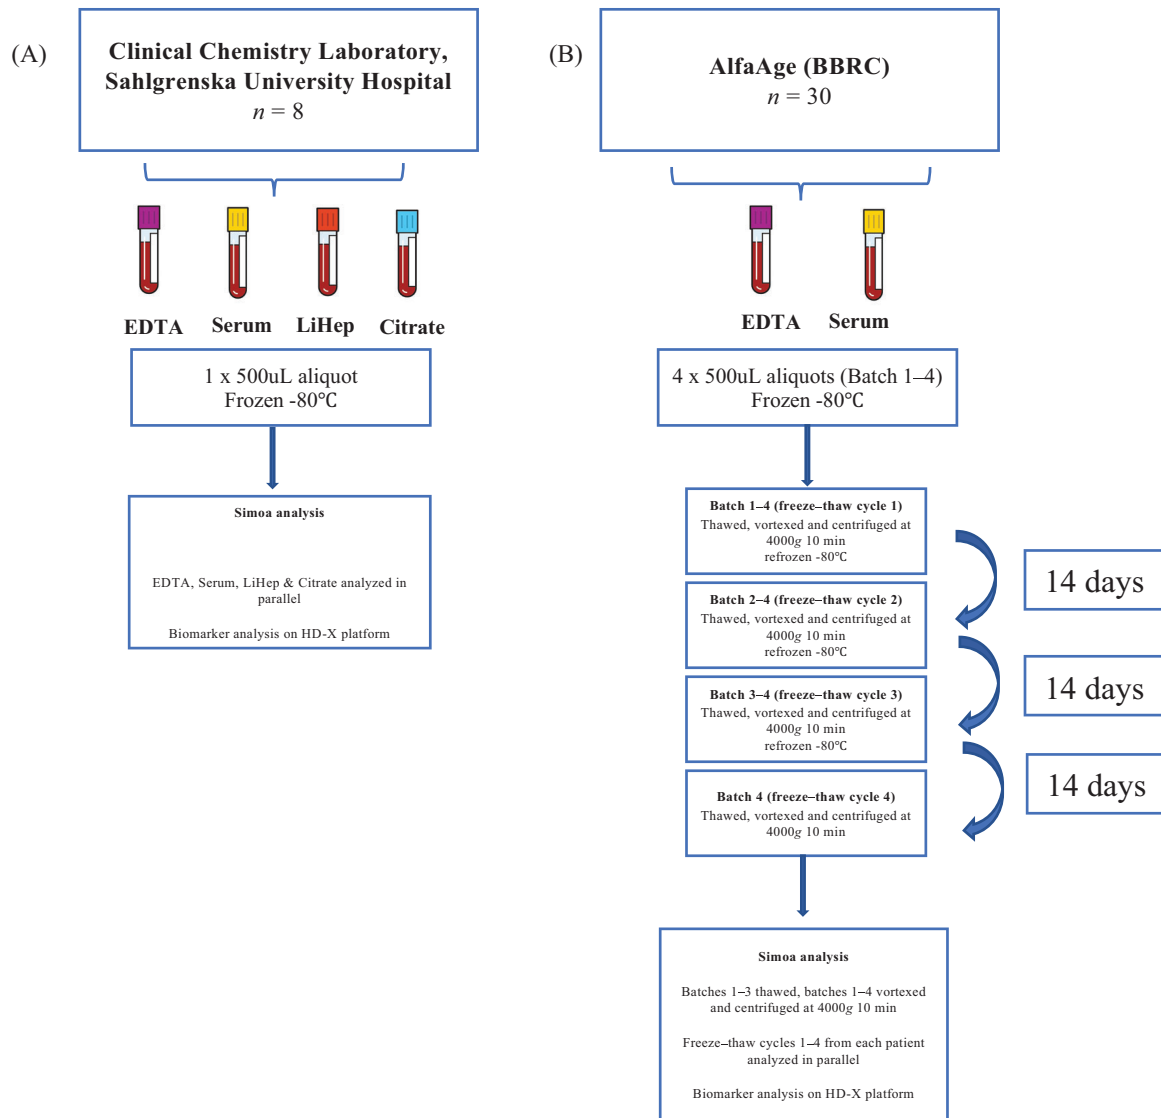 (A)
Clinical Chemistry Laboratory,
Sahlgrenska University Hospital
n = 8
EDTA
Serum
LiHep
Citrate
1 x 500uL aliquot
Frozen -80℃
Simoa analysis
EDTA, Serum, LiHep & Citrate analyzed in
parallel
Biomarker analysis on HD-X platform
(B)
AlfaAge (BBRC)
n = 30
EDTA
Serum
4 x 500uL aliquots (Batch 1–4)
Frozen -80℃
Batch 1–4 (freeze–thaw cycle 1)
Thawed, vortexed and centrifuged at
4000g 10 min
refrozen -80℃
14 days
Batch 2–4 (freeze–thaw cycle 2)
Thawed, vortexed and centrifuged at
4000g 10 min
refrozen -80℃
14 days
Batch 3–4 (freeze–thaw cycle 3)
Thawed, vortexed and centrifuged at
4000g 10 min
refrozen -80℃
14 days
Batch 4 (freeze–thaw cycle 4)
Thawed, vortexed and centrifuged at
4000g 10 min
Simoa analysis
Batches 1–3 thawed, batches 1–4 vortexed
and centrifuged at 4000g 10 min
Freeze–thaw cycles 1–4 from each patient
analyzed in parallel
Biomarker analysis on HD-X platform